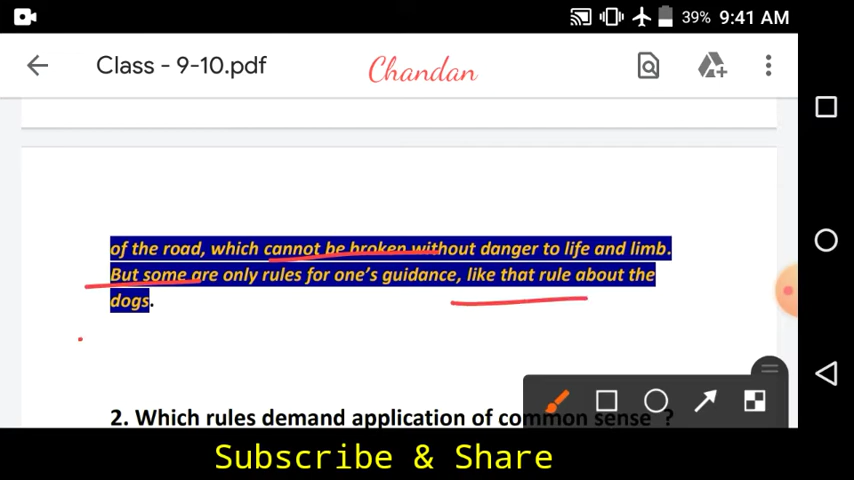 39% 9:41 AM
Class - 9-10.pdf
Chandan
of the road, which cannot be broken without danger to life and limb.
But some are only rules for one's guidance, like that rule about the
dogs.
2. Which rules demand application of common sense ?
Subscribe & Share